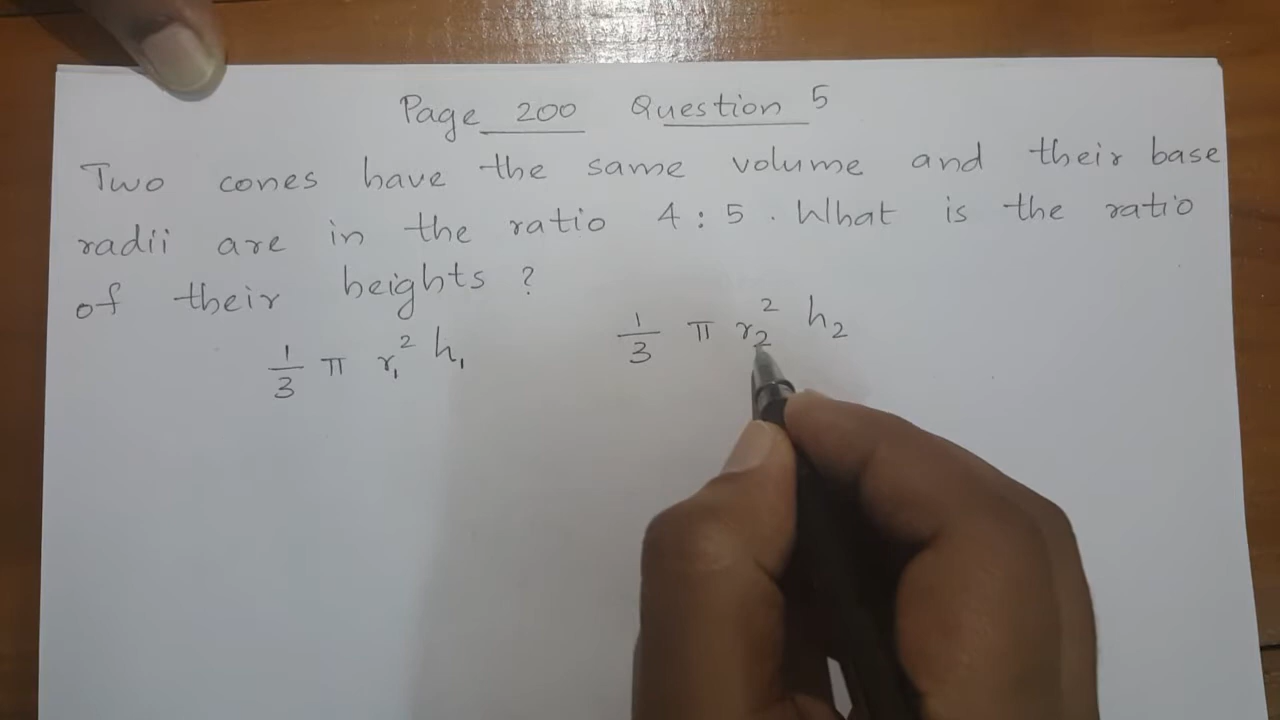 Page 200 Question 5
Two cones have the same volume and their base
radii are in the ratio 4 : 5 . What is the ratio
of their heights ?
1/3 π r₁² h₁ 1/3 π r₂² h₂